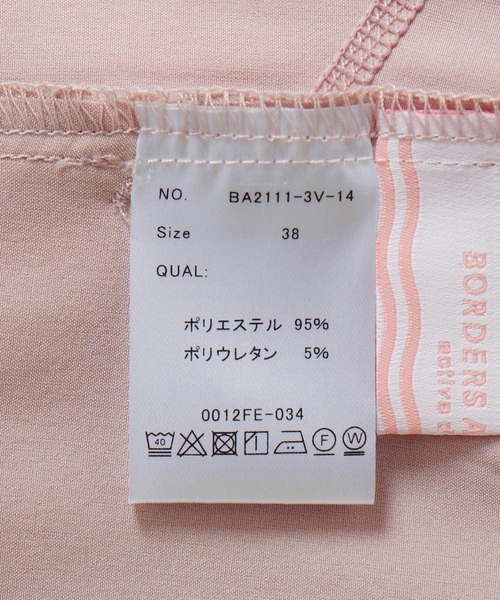 NO. BA2111-3V-14
Size 38
QUAL:
ポリエステル 95%
ポリウレタン 5%
0012FE-034
40 F W
BORDERS
active